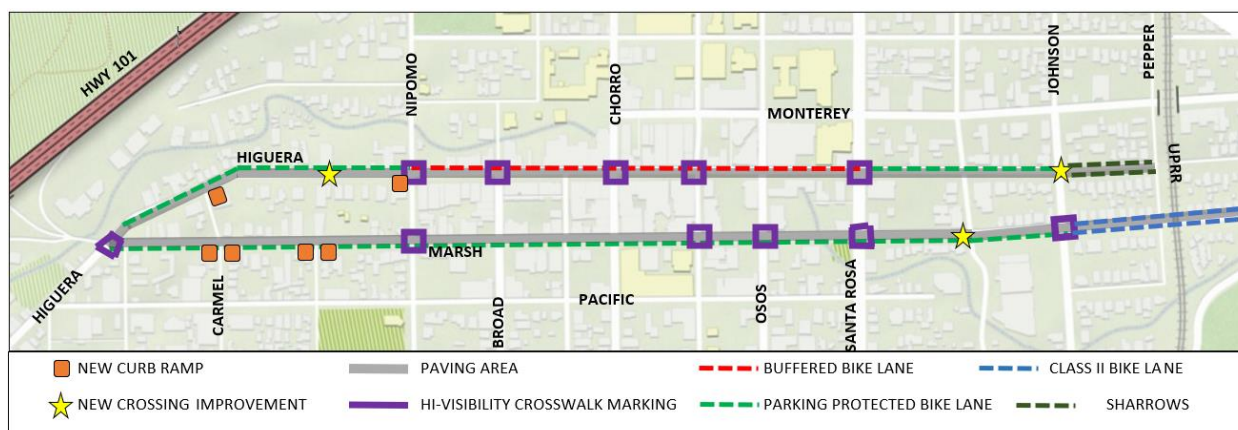 HWY 101
NIPOMO
CHORRO
MONTEREY
JOHNSON
PEPPER
HIGUERA
UPRR
HIGUERA
CARMEL
MARSH
BROAD
PACIFIC
OSOS
SANTA ROSA
NEW CURB RAMP
PAVING AREA
BUFFERED BIKE LANE
CLASS II BIKE LANE
NEW CROSSING IMPROVEMENT
HI-VISIBILITY CROSSWALK MARKING
PARKING PROTECTED BIKE LANE
SHARROWS